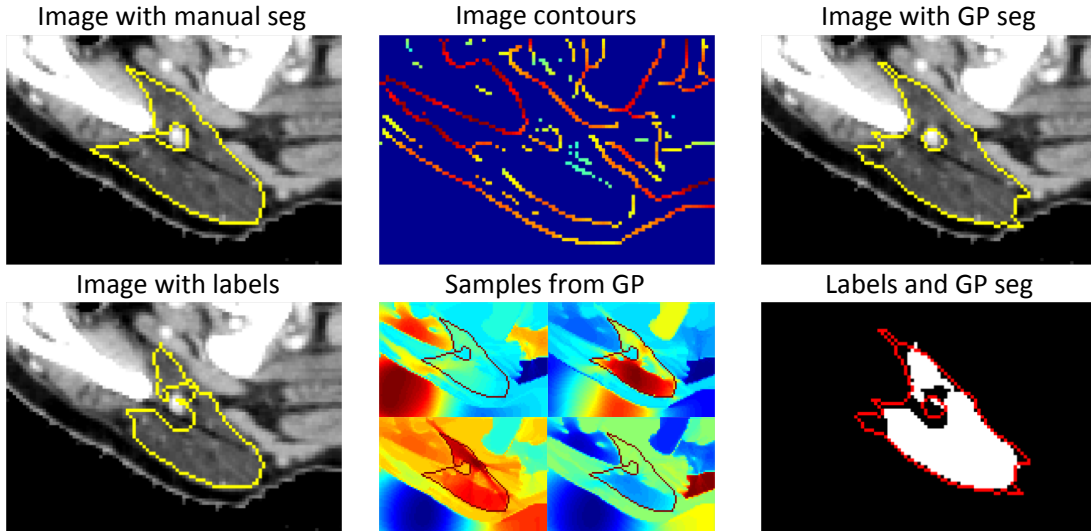 Image with manual seg
Image contours
Image with GP seg
Image with labels
Samples from GP
Labels and GP seg